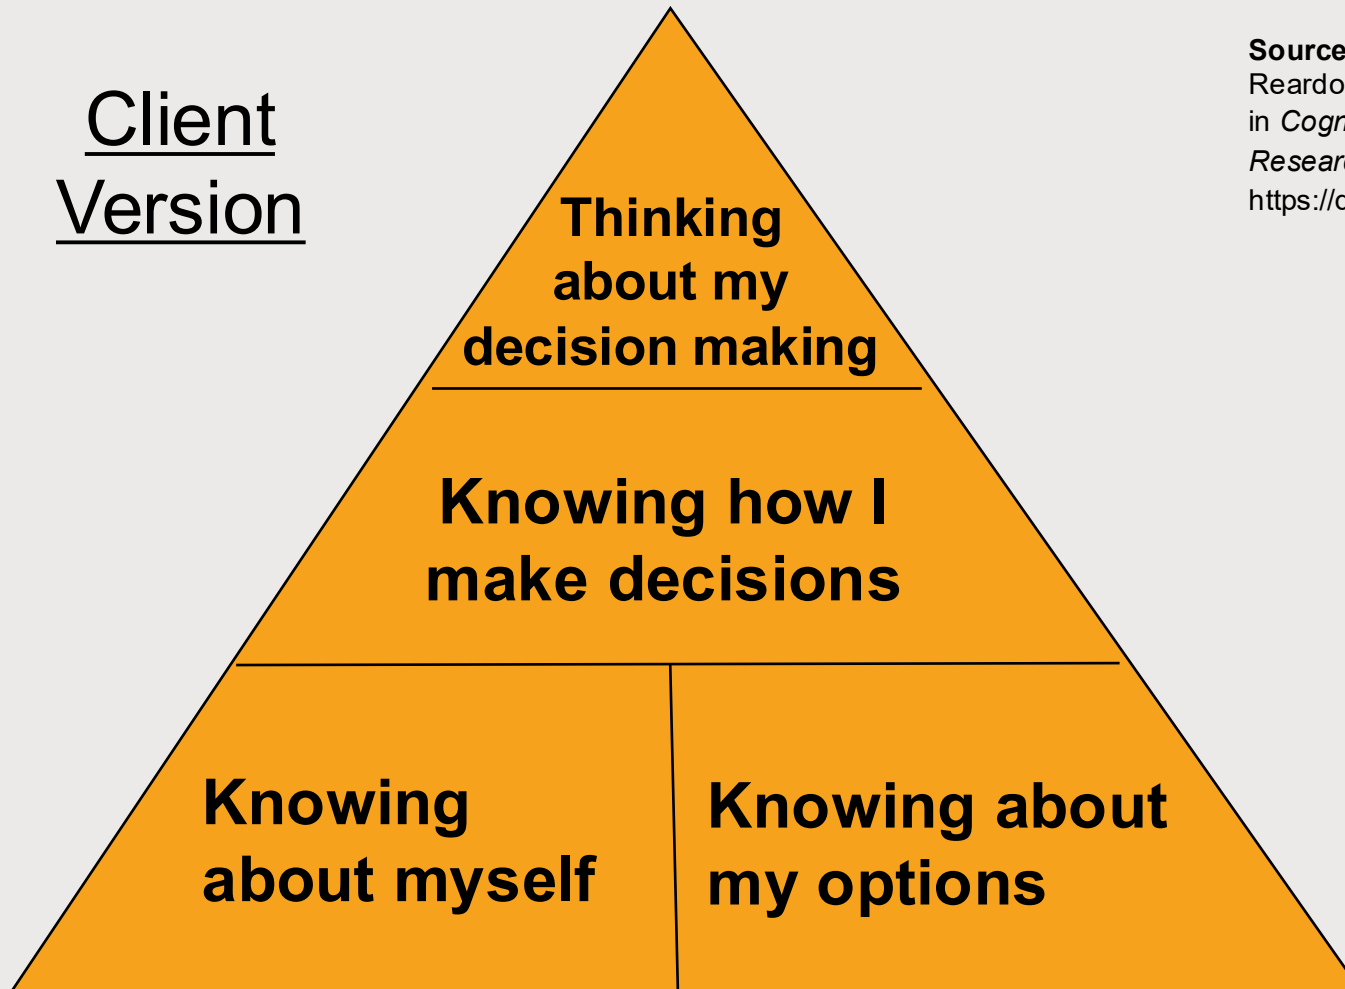 Client
Version
Source
in
https://
Thinking
about my
decision making
Knowing how I
make decisions
Knowing
about myself
Knowing about
my options